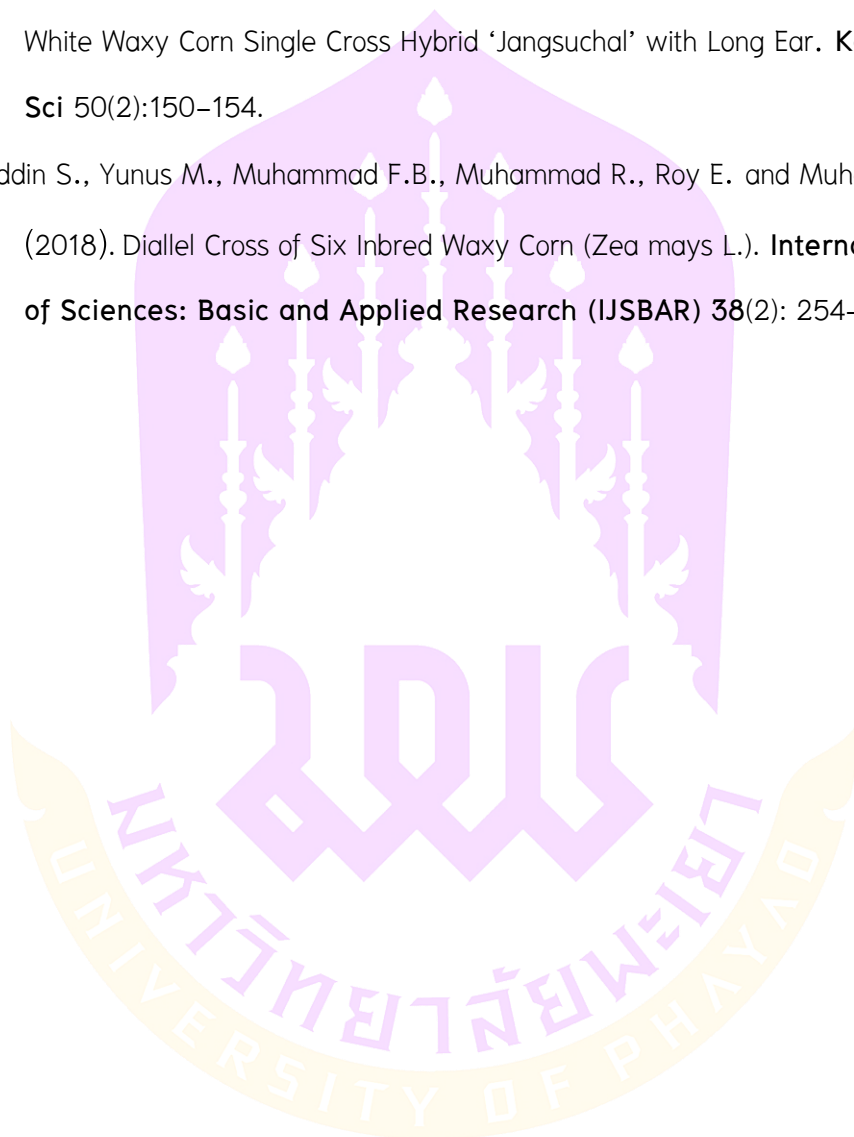 White Waxy Corn Single Cross Hybrid ‘Jangsuchal’ with Long Ear. K
Sci 50(2):150–154.
ddin S., Yunus M., Muhammad F.B., Muhammad R., Roy E. and Muh
(2018). Diallel Cross of Six Inbred Waxy Corn (Zea mays L.). Interna
of Sciences: Basic and Applied Research (IJSBAR) 38(2): 254-
มพ
มหาวิทยาลัยพะเยา
UNIVERSITY OF PHAYAO